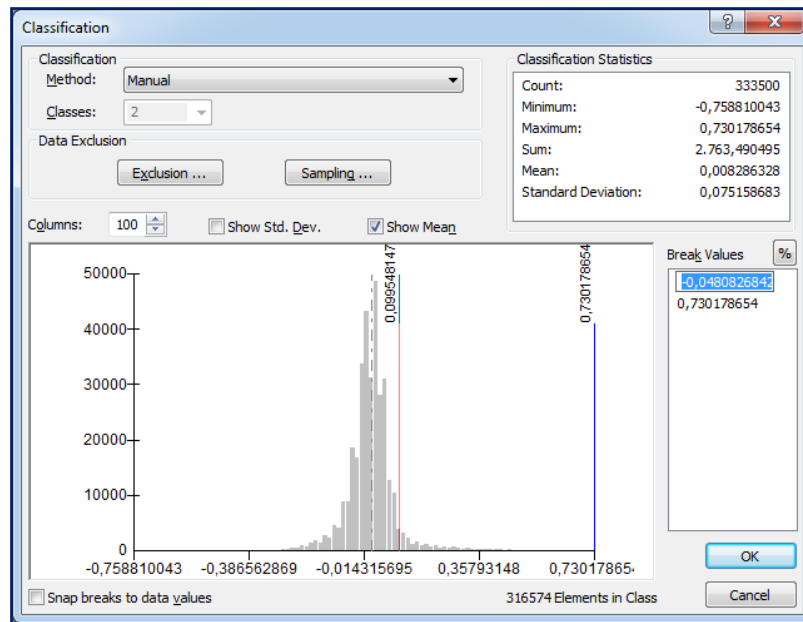 Classification
Classification
Method: Manual
Classes: 2
Data Exclusion
Exclusion ...
Sampling ...
Classification Statistics
Count: 333500
Minimum: -0,758810043
Maximum: 0,730178654
Sum: 2.763,490495
Mean: 0,008286328
Standard Deviation: 0,075158683
Columns: 100
Show Std. Dev.
Show Mean
Break Values
%
-0,0480826842
0,730178654
0,099548147
0,730178654
50000
40000
30000
20000
10000
0
-0,758810043 -0,386562869 -0,014315695 0,35793148 0,730178654
Snap breaks to data values
316574 Elements in Class
OK
Cancel